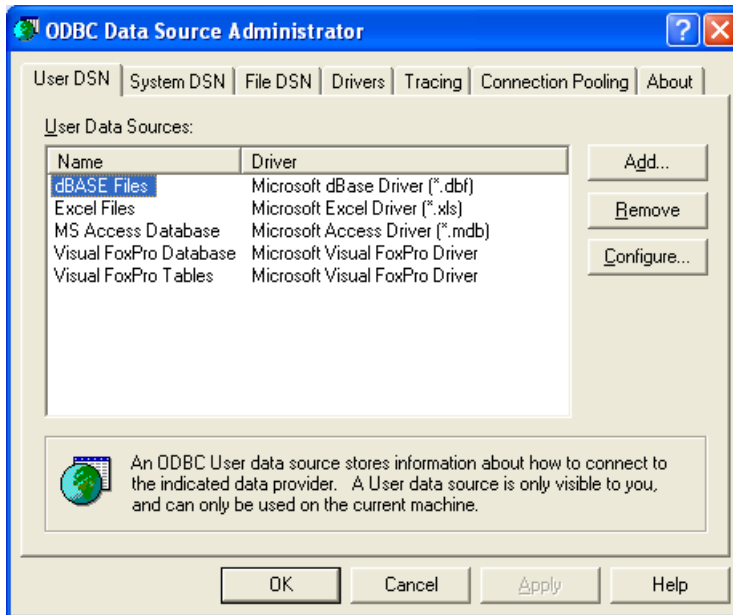 ODBC Data Source Administrator
User DSN System DSN File DSN Drivers Tracing Connection Pooling About
User Data Sources:
Name Driver
dBASE Files Microsoft dBase Driver (*.dbf)
Excel Files Microsoft Excel Driver (*.xls)
MS Access Database Microsoft Access Driver (*.mdb)
Visual FoxPro Database Microsoft Visual FoxPro Driver
Visual FoxPro Tables Microsoft Visual FoxPro Driver
Add...
Remove
Configure...
An ODBC User data source stores information about how to connect to
the indicated data provider. A User data source is only visible to you,
and can only be used on the current machine.
OK Cancel Apply Help